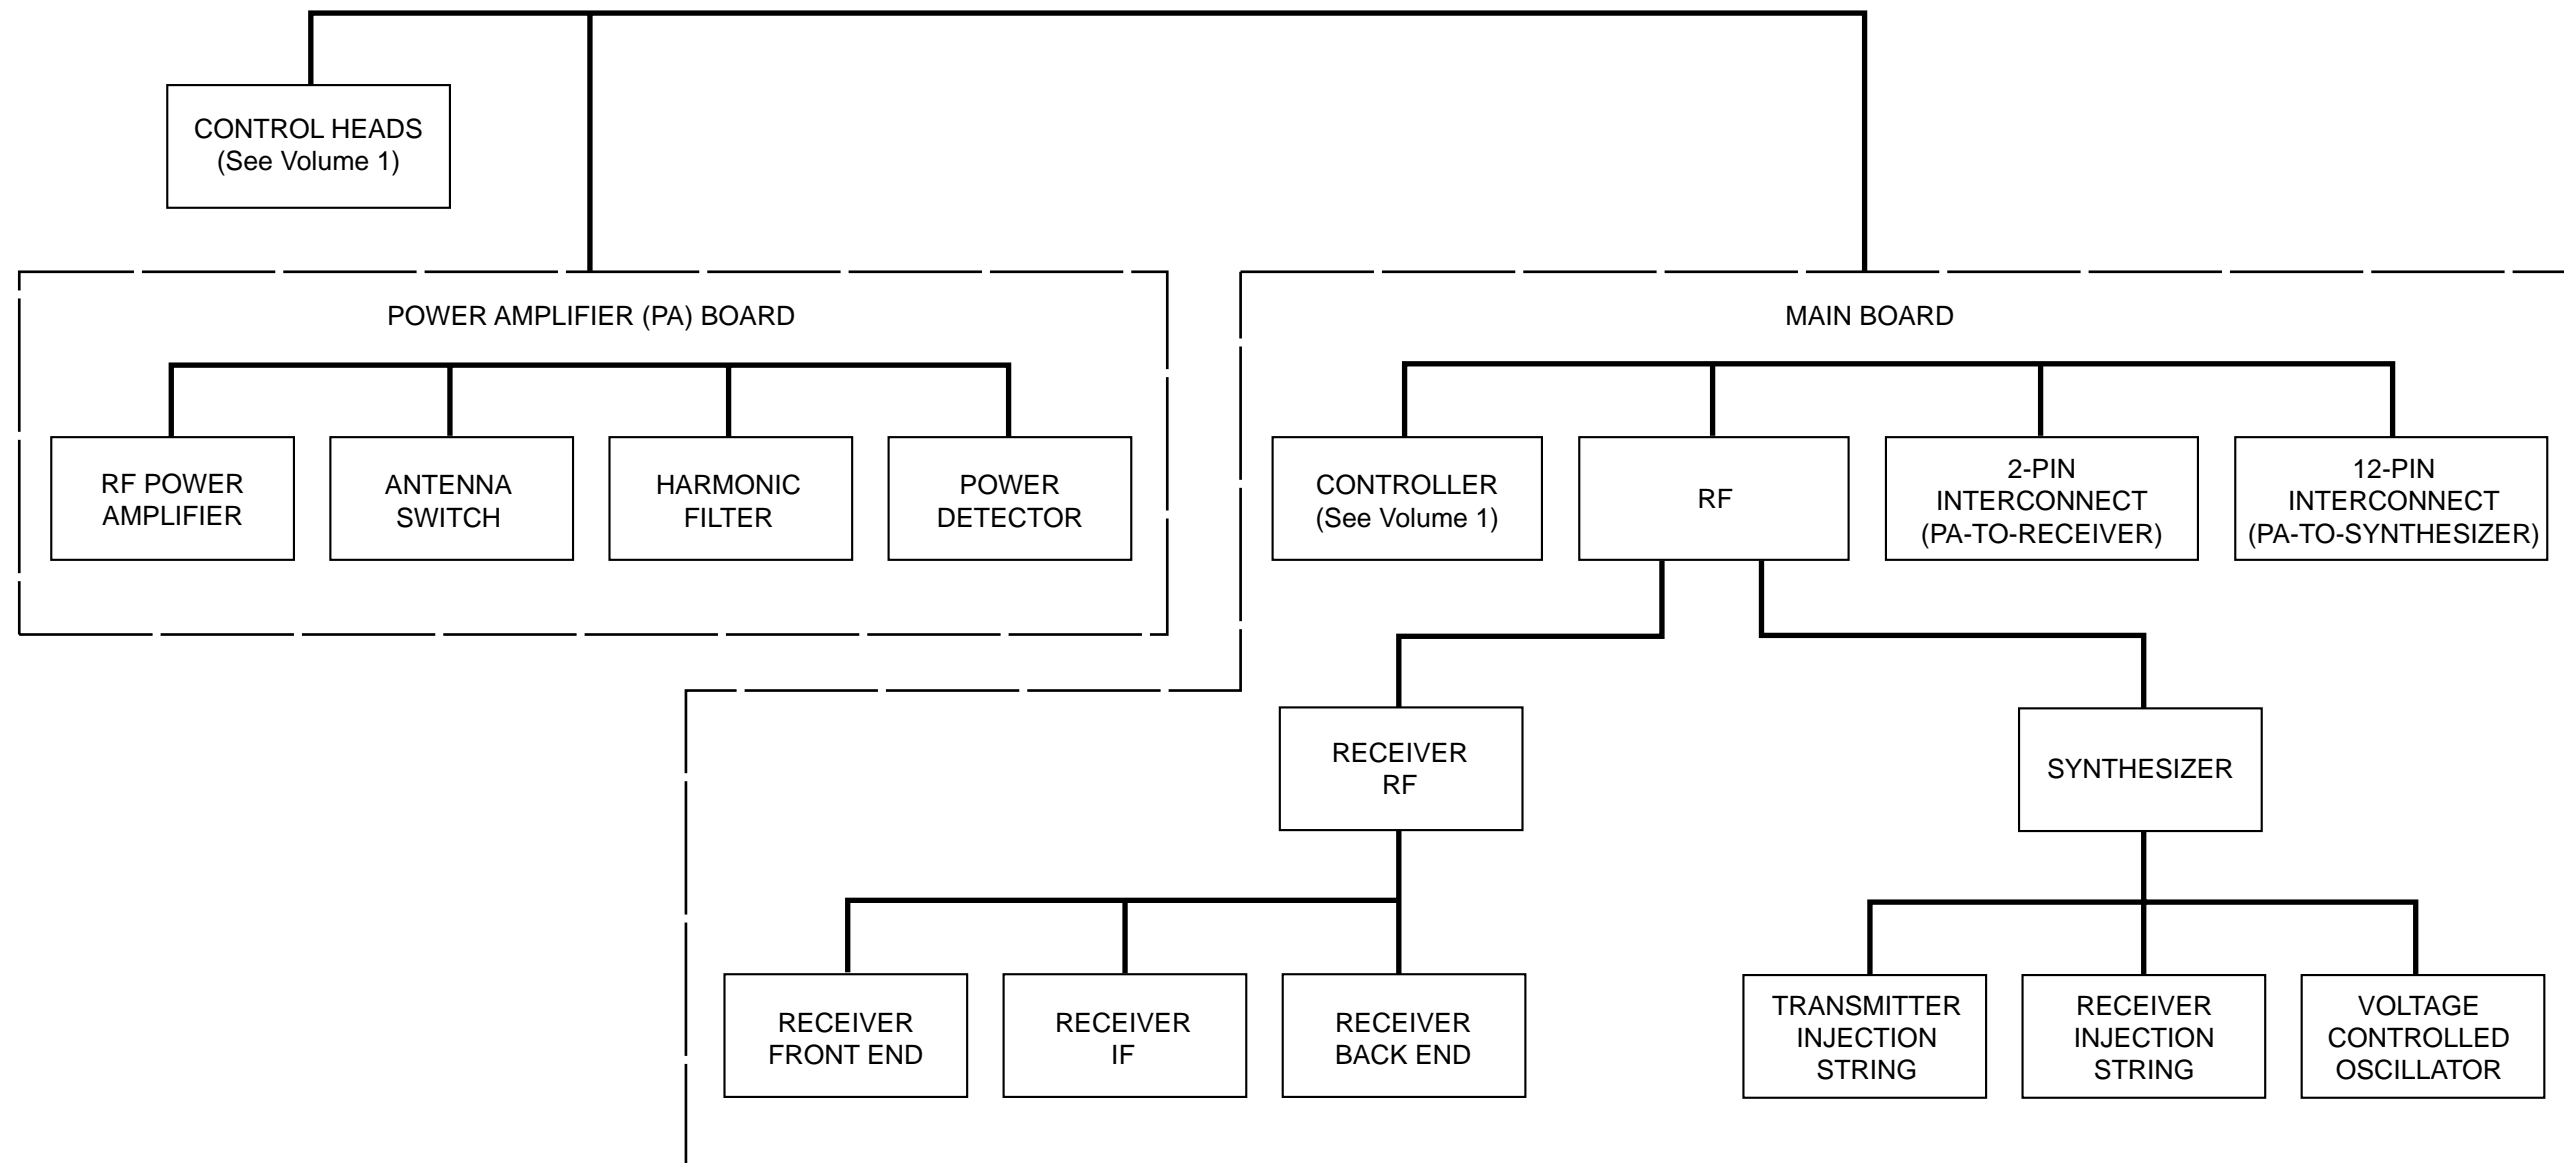 CONTROL HEADS
(See Volume 1)
POWER AMPLIFIER (PA) BOARD
MAIN BOARD
RF POWER
AMPLIFIER
ANTENNA
SWITCH
HARMONIC
FILTER
POWER
DETECTOR
CONTROLLER
(See Volume 1)
RF
2-PIN
INTERCONNECT
(PA-TO-RECEIVER)
12-PIN
INTERCONNECT
(PA-TO-SYNTHESIZER)
RECEIVER
RF
SYNTHESIZER
RECEIVER
FRONT END
RECEIVER
IF
RECEIVER
BACK END
TRANSMITTER
INJECTION
STRING
RECEIVER
INJECTION
STRING
VOLTAGE
CONTROLLED
OSCILLATOR